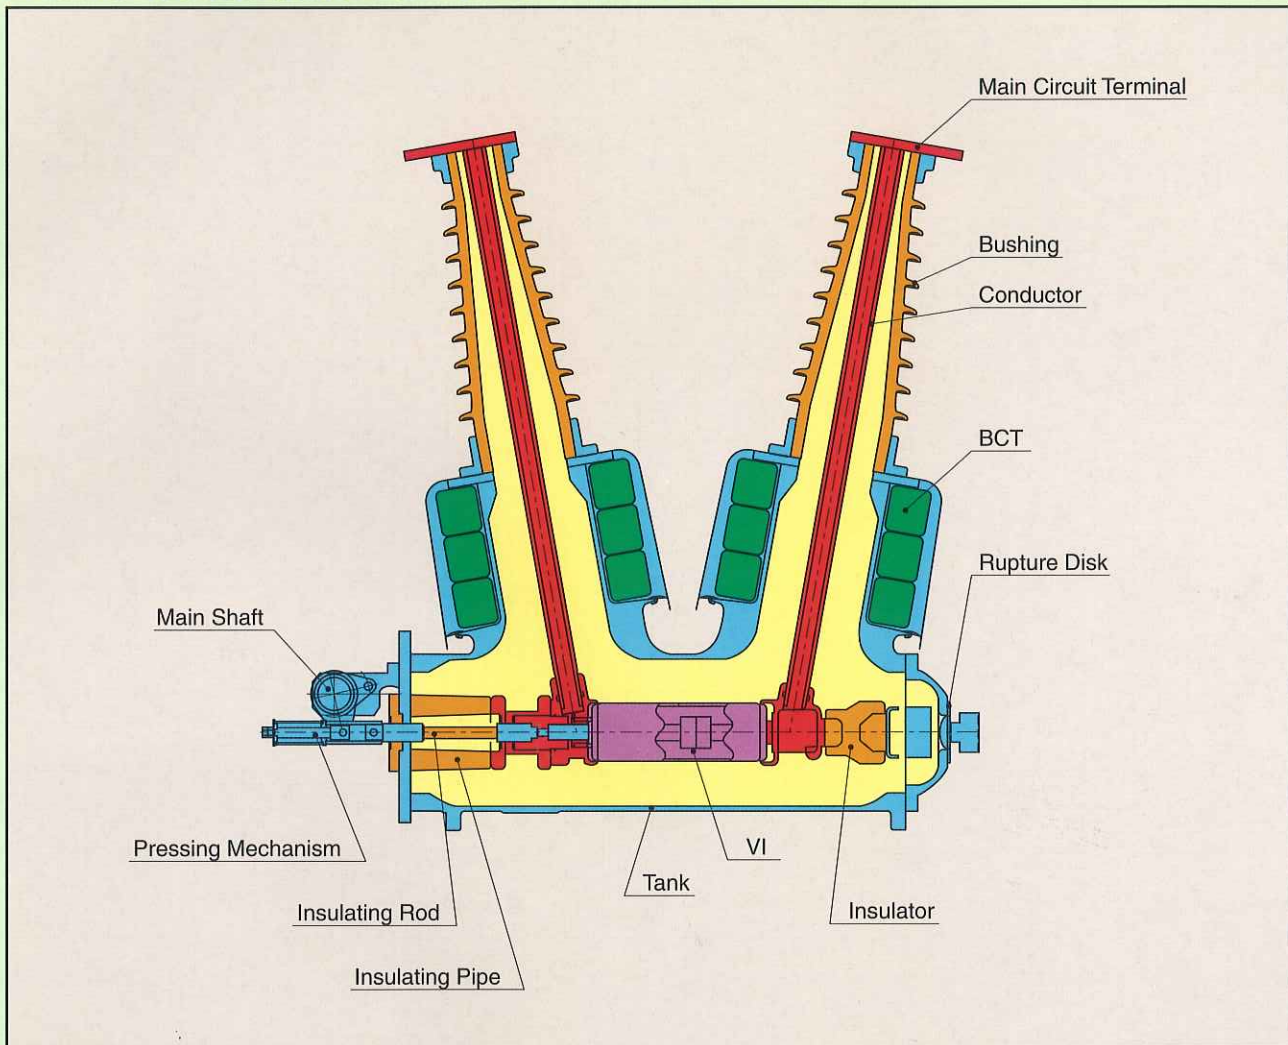 Main Circuit Terminal
Bushing
Conductor
BCT
Rupture Disk
Main Shaft
Pressing Mechanism
VI
Tank
Insulating Rod
Insulator
Insulating Pipe